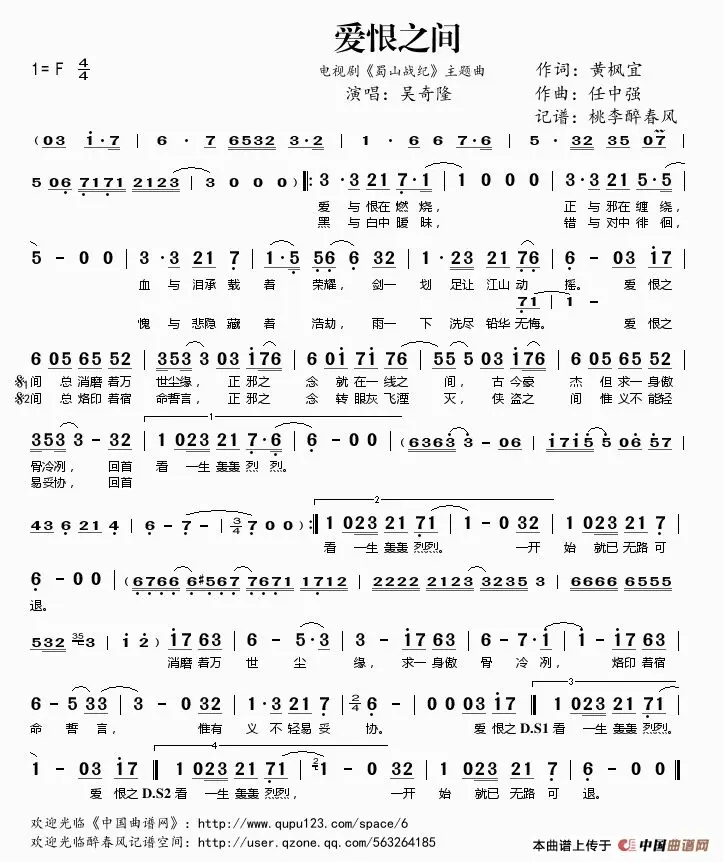 爱恨之间
1= F 4/4
电视剧《蜀山战纪》主题曲
作词：黄枫宜
演唱：吴奇隆
作曲：任中强
记谱：桃李醉春风
( 03 i·7 | 6 · 7 6532 3·2 | 1 · 6 6 7·6 | 5 · 32 35 07
5 06 7171 2123 | 3 0 0 0 ) ‖: 3·3 21 7·1 | 1 0 0 0 | 3·3 21 5·5 |
爱 与 恨在 燃 烧， 正 与 邪在 缠 绕，
黑 与 白中 暧 昧， 错 与 对中 徘 徊，
5 - 0 0 | 3 · 3 21 7 | 1·5 56 6 32 | 1 · 23 21 76 | 6 - 03 i7 |
血 与 泪承 载 着 荣耀， 剑一 划 足让 江山 动 摇。 爱 恨之
71 | 1 -
愧 与 悲隐 藏 着 浩劫， 雨一 下 洗尽 铅华 无悔。 爱 恨之
6 05 65 52 | 353 3 03 i76 | 6 01 71 76 | 55 5 03 i76 | 6 05 65 52 |
𝄋1间 总 消磨 着万 世尘缘， 正 邪之 念 就 在一 线之 间， 古 今豪 杰 但 求一 身傲
𝄋2间 总 烙印 着宿 命誓言， 正 邪之 念 转 眼灰 飞湮 灭， 侠 盗之 间 惟 义不 能轻
1
353 3 - 32 | 1 023 21 7·6 | 6 - 0 0 | ( 6363 3 - 06 | i7i5 5 06 57 |
骨冷冽， 回首 看 一生 轰轰 烈 烈。
易妥协， 回首
2
43 6 21 4 | 6 - 7 - | 3/4 7 0 0 ) :‖ 1 023 21 71 | 1 - 0 32 | 1 023 21 7 |
看 一生 轰轰 烈烈。 一开 始 就已 无路 可
6 - 0 0 | ( 6766 6#567 7671 1712 | 2222 2123 3235 3 | 6666 6555
退。
532 35 3 | i 2 ) i7 63 | 6 - 5·3 | 3 - i7 63 | 6 - 7·1 | 1 - i7 63 |
消磨 着万 世 尘 缘， 求一 身傲 骨 冷 冽， 烙印 着宿
3
6 - 5 33 | 3 - 0 32 | 1·3 21 7 | 2/4 6 - | 0 0 03 i7 ‖ 1 023 21 71 |
命 誓 言， 惟有 义 不 轻易 妥 协。 爱 恨之 D.S1 看 一生 轰轰 烈烈。
4
1 - 03 i7 ‖ 1 023 21 71 | 2/1 1 - 0 32 | 1 023 21 7 | 6 - 0 0 ‖
爱 恨之 D.S2 看 一生 轰轰 烈烈， 一开 始 就已 无路 可 退。
欢迎光临《中国曲谱网》：http://www.qupu123.com/space/6
欢迎光临醉春风记谱空间：http://user.qzone.qq.com/563264185
本曲谱上传于 中国曲谱网